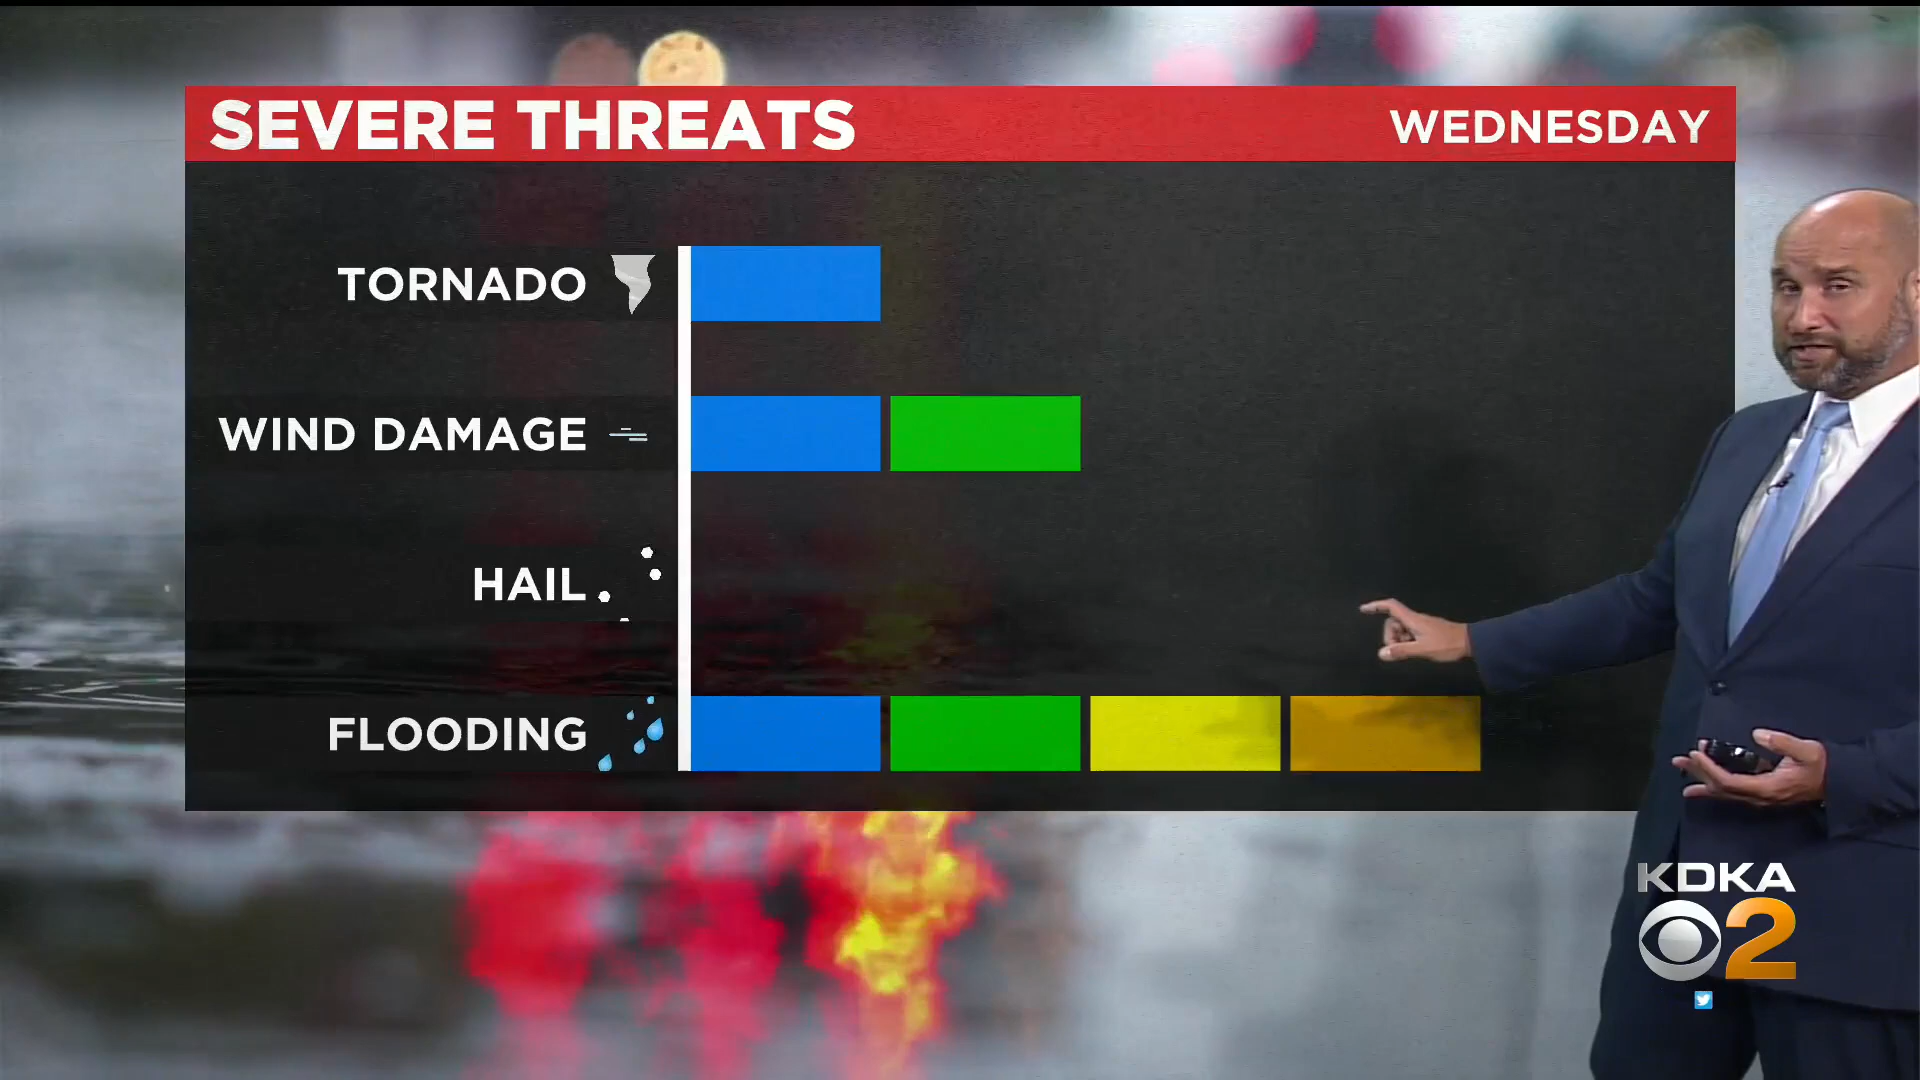 SEVERE THREATS
WEDNESDAY
TORNADO
WIND DAMAGE
HAIL
FLOODING
KDKA
2